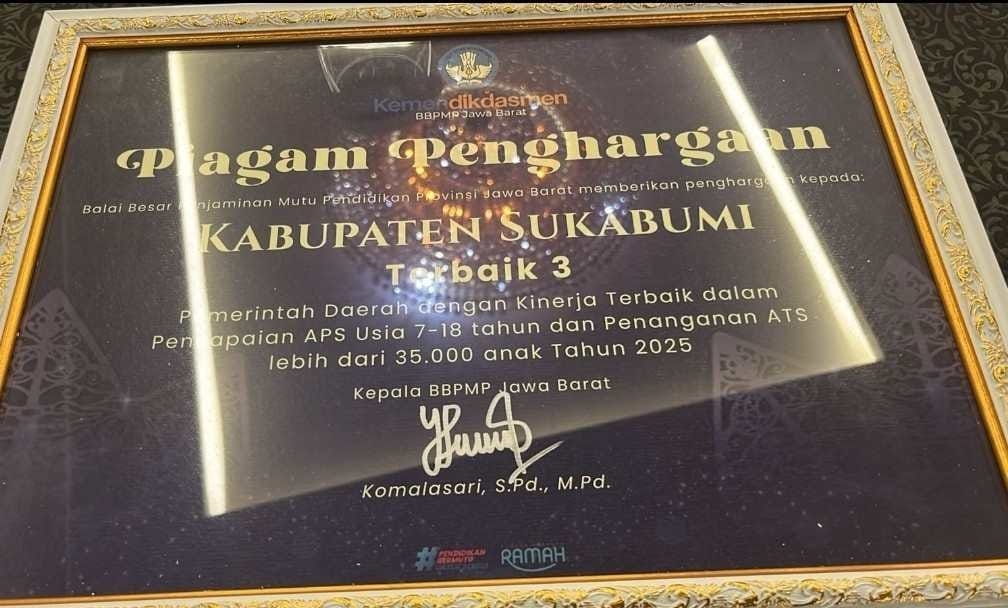 Kemendikdasmen
BBPMP Jawa Barat
Piagam Penghargaan
Balai Besar Penjaminan Mutu Pendidikan Provinsi Jawa Barat memberikan penghargaan kepada:
KABUPATEN SUKABUMI
Terbaik 3
Pemerintah Daerah dengan Kinerja Terbaik dalam
Pencapaian APS Usia 7-18 tahun dan Penanganan ATS
lebih dari 35.000 anak Tahun 2025
Kepala BBPMP Jawa Barat
Komalasari, S.Pd., M.Pd.
#PENDIDIKAN
BERMUTU
RAMAH